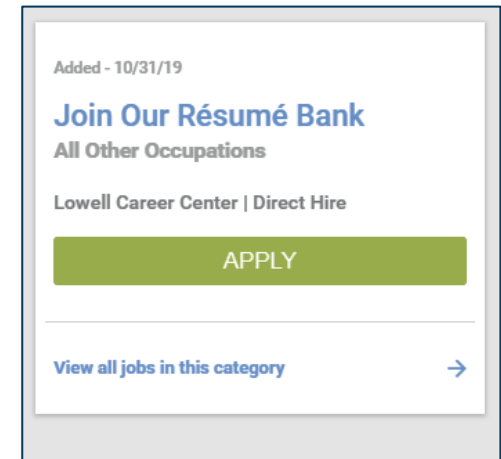 Added - 10/31/19
Join Our Résumé Bank
All Other Occupations
Lowell Career Center | Direct Hire
APPLY
View all jobs in this category